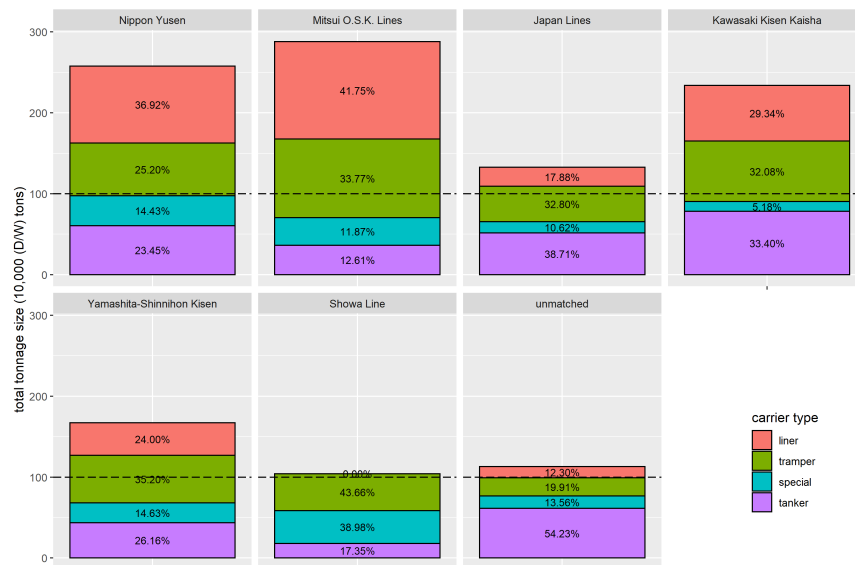 Nippon Yusen
Mitsui O.S.K. Lines
Japan Lines
Kawasaki Kisen Kaisha
300
200
100
0
36.92%
25.20%
14.43%
23.45%
41.75%
33.77%
11.87%
12.61%
17.88%
32.80%
10.62%
38.71%
29.34%
32.08%
5.18%
33.40%
total tonnage size (10,000 (D/W) tons)
Yamashita-Shinnihon Kisen
Showa Line
unmatched
300
200
100
0
24.00%
35.20%
14.63%
26.16%
0.00%
43.66%
38.98%
17.35%
12.30%
19.91%
13.56%
54.23%
carrier type
liner
tramper
special
tanker